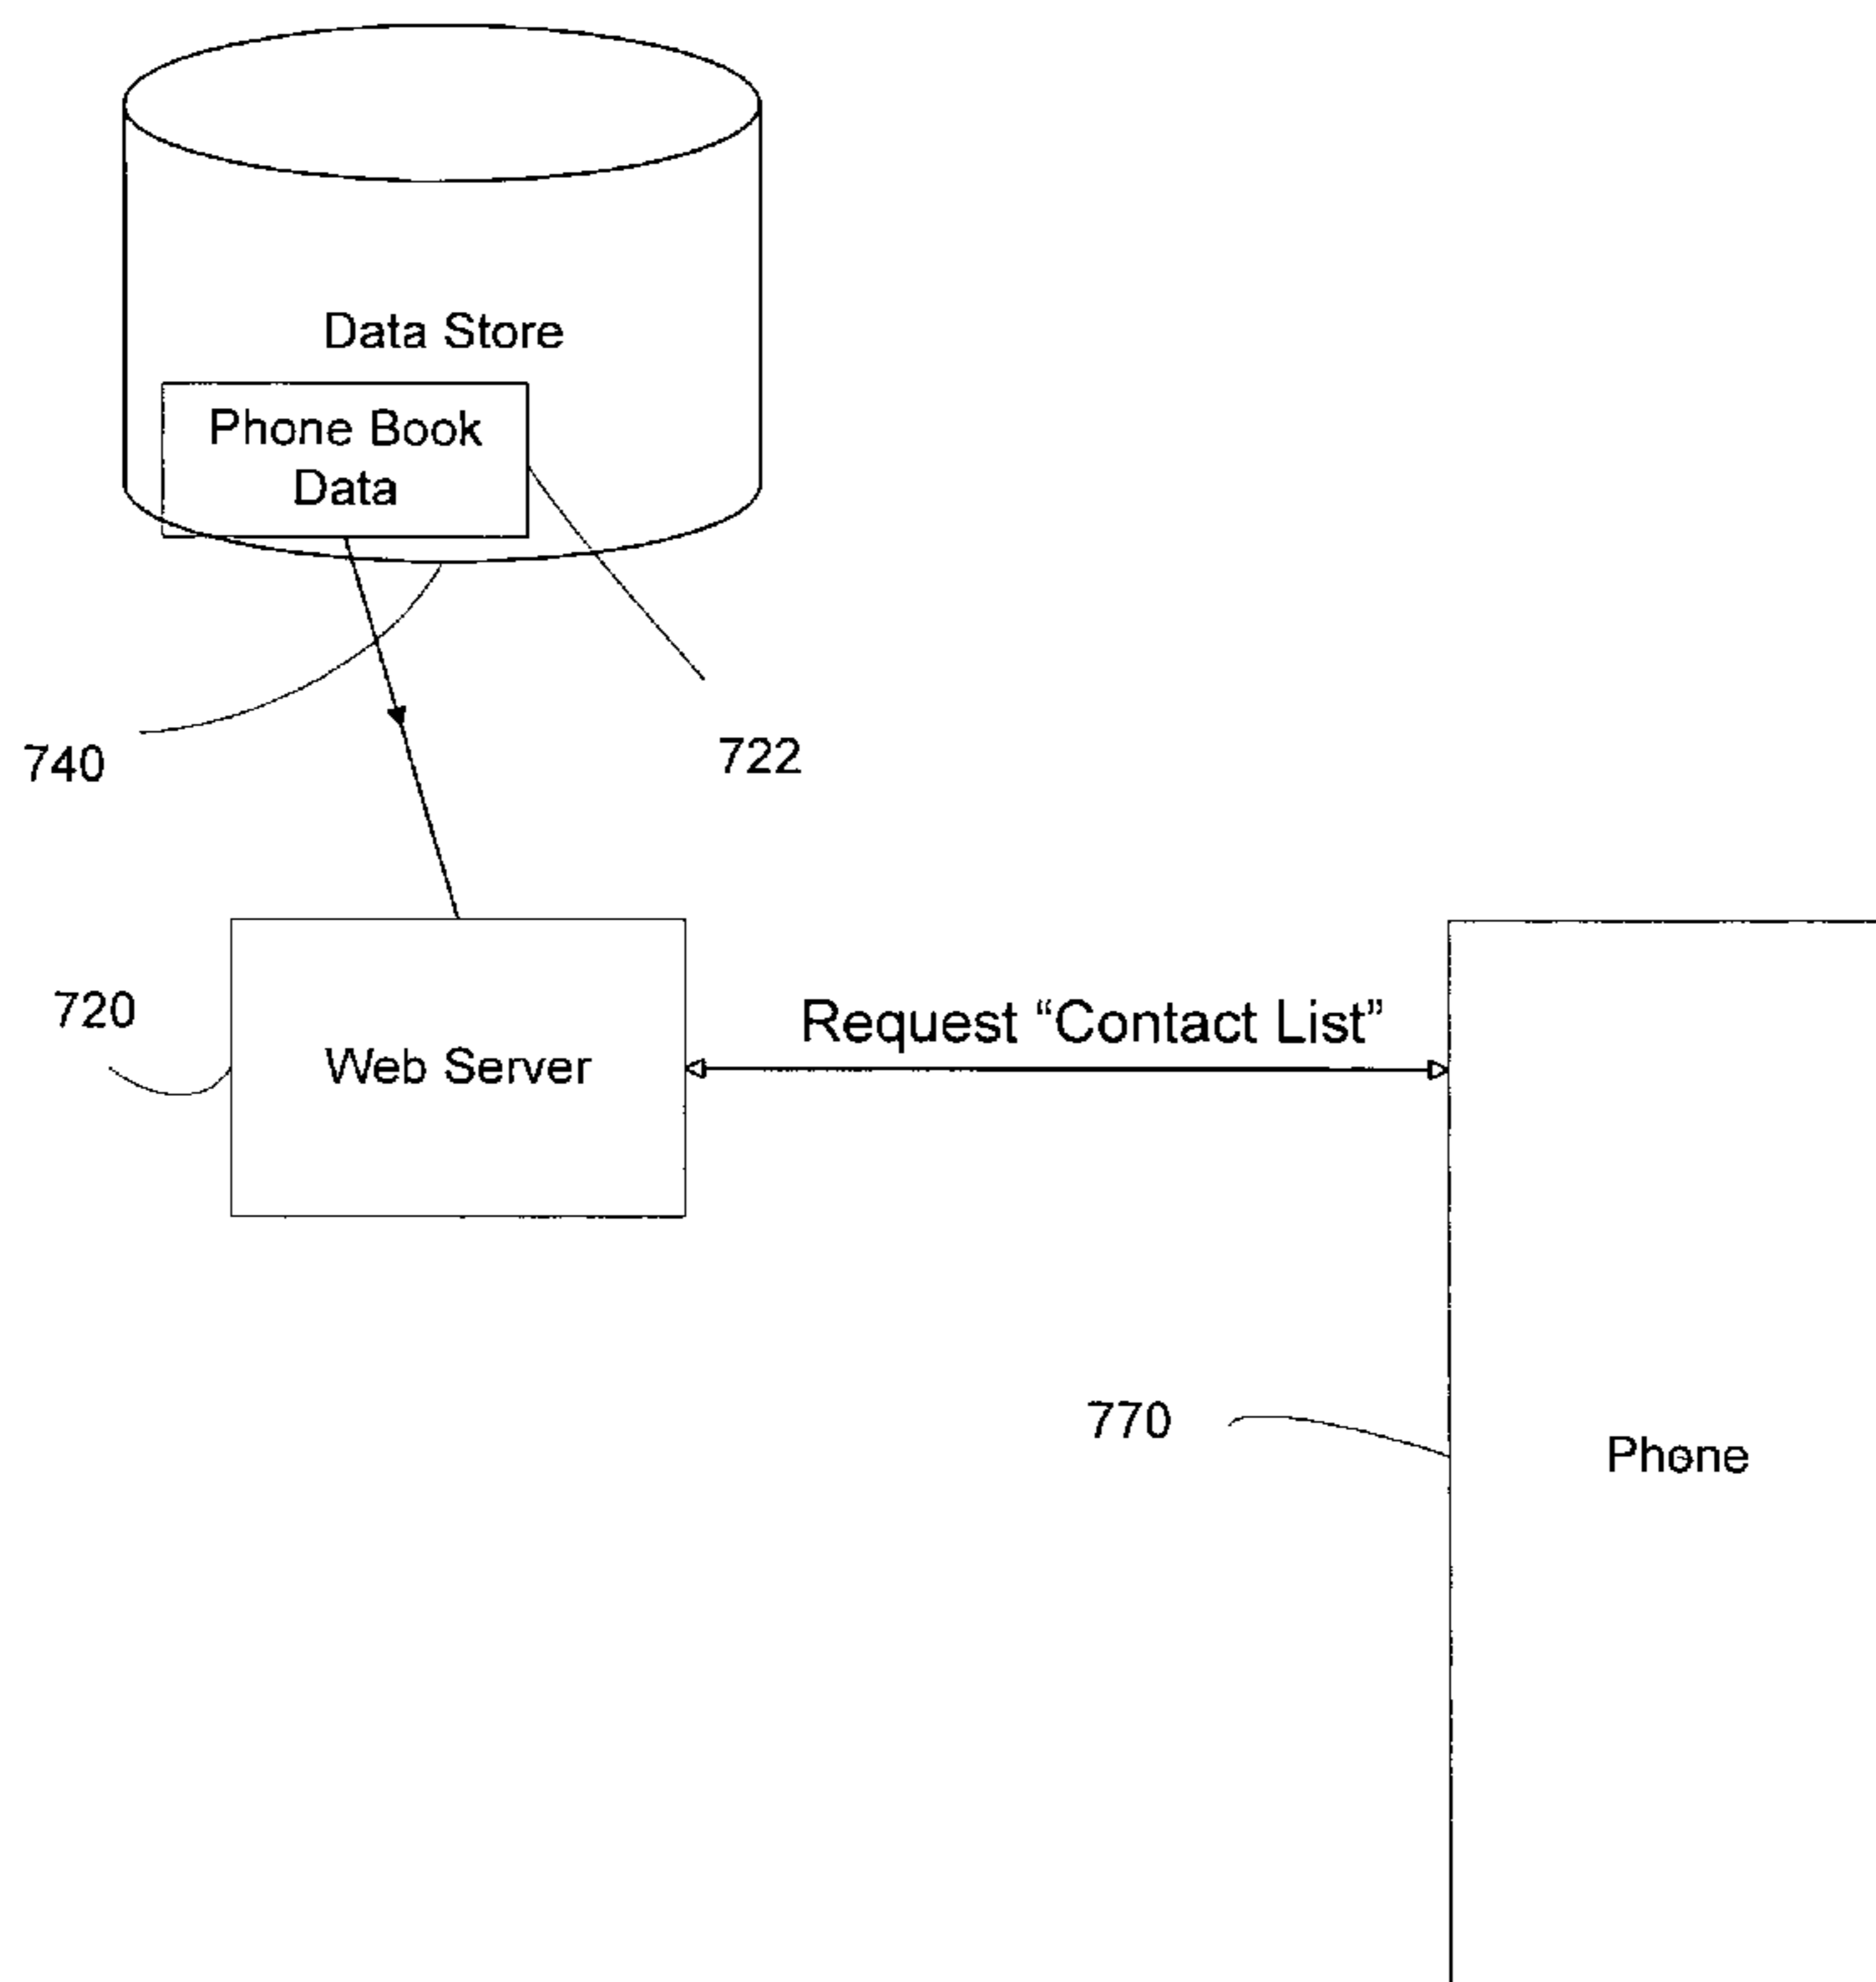 Data Store
Phone Book
Data
740
722
720
Web Server
Request “Contact List”
770
Phone